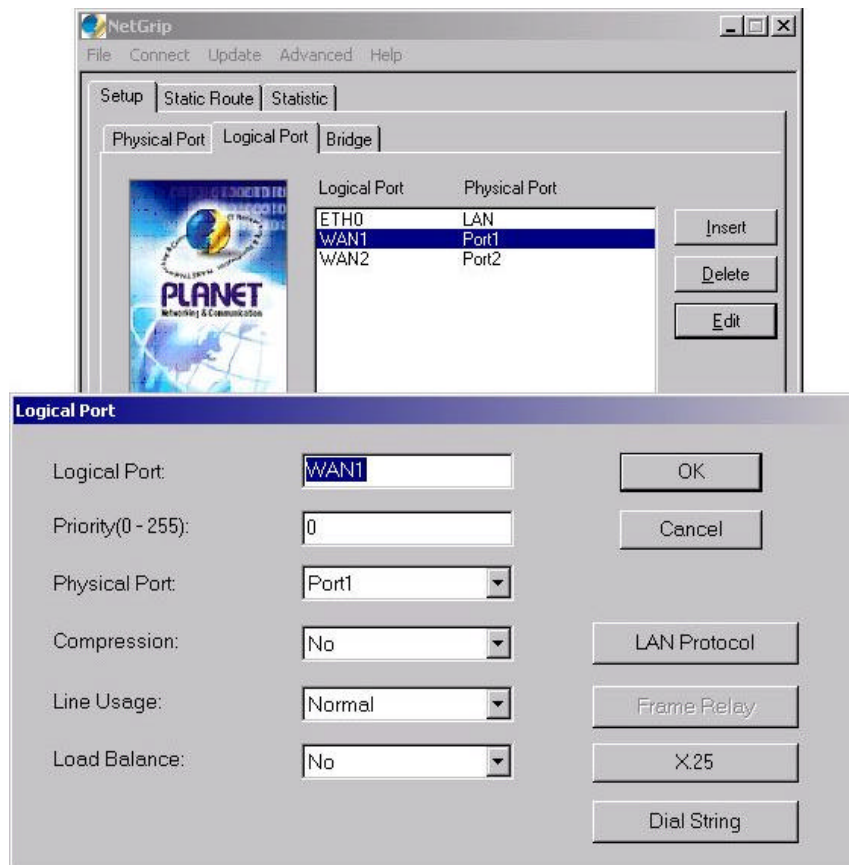 NetGrip
File Connect Update Advanced Help
Setup Static Route Statistic
Physical Port Logical Port Bridge
Logical Port Physical Port
ETH0 LAN
WAN1 Port1
WAN2 Port2
Insert
Delete
Edit
PLANET
Networking & Communication
Logical Port
Logical Port: WAN1 OK
Priority(0 - 255): 0 Cancel
Physical Port: Port1
Compression: No LAN Protocol
Line Usage: Normal Frame Relay
Load Balance: No X.25
Dial String